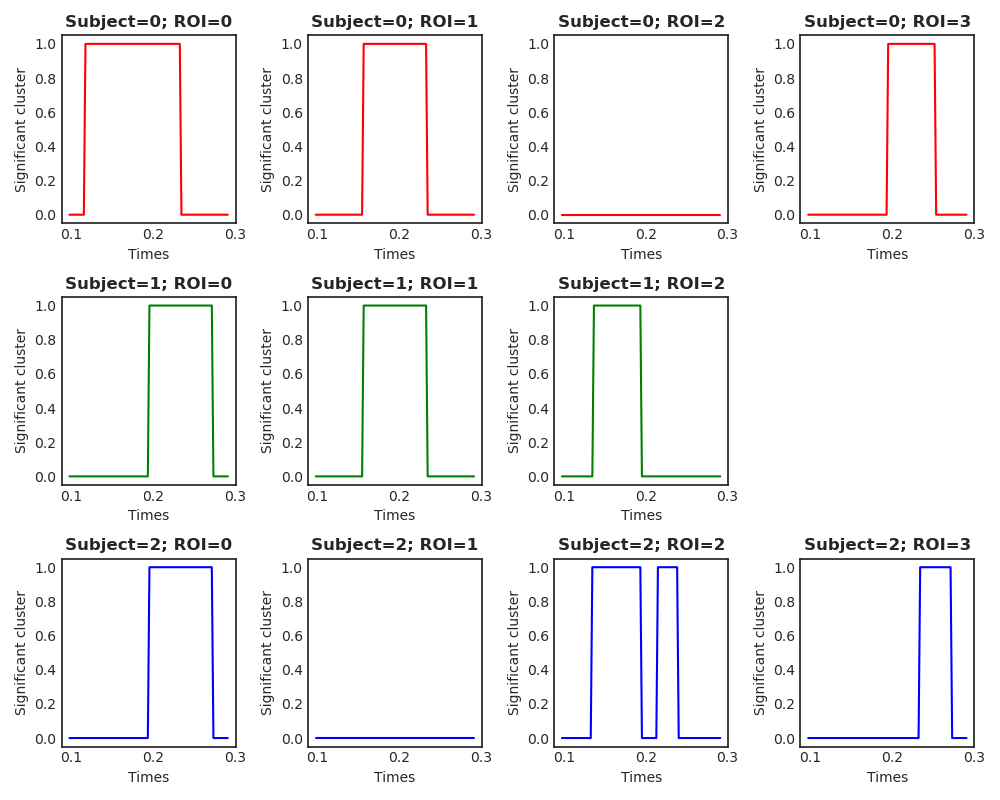 Subject=0; ROI=0
Subject=0; ROI=1
Subject=0; ROI=2
Subject=0; ROI=3
Significant cluster
1.0
0.8
0.6
0.4
0.2
0.0
0.1 0.2 0.3
Times
Significant cluster
1.0
0.8
0.6
0.4
0.2
0.0
0.1 0.2 0.3
Times
Significant cluster
1.0
0.8
0.6
0.4
0.2
0.0
0.1 0.2 0.3
Times
Significant cluster
1.0
0.8
0.6
0.4
0.2
0.0
0.1 0.2 0.3
Times
Subject=1; ROI=0
Subject=1; ROI=1
Subject=1; ROI=2
Significant cluster
1.0
0.8
0.6
0.4
0.2
0.0
0.1 0.2 0.3
Times
Significant cluster
1.0
0.8
0.6
0.4
0.2
0.0
0.1 0.2 0.3
Times
Significant cluster
1.0
0.8
0.6
0.4
0.2
0.0
0.1 0.2 0.3
Times
Subject=2; ROI=0
Subject=2; ROI=1
Subject=2; ROI=2
Subject=2; ROI=3
Significant cluster
1.0
0.8
0.6
0.4
0.2
0.0
0.1 0.2 0.3
Times
Significant cluster
1.0
0.8
0.6
0.4
0.2
0.0
0.1 0.2 0.3
Times
Significant cluster
1.0
0.8
0.6
0.4
0.2
0.0
0.1 0.2 0.3
Times
Significant cluster
1.0
0.8
0.6
0.4
0.2
0.0
0.1 0.2 0.3
Times